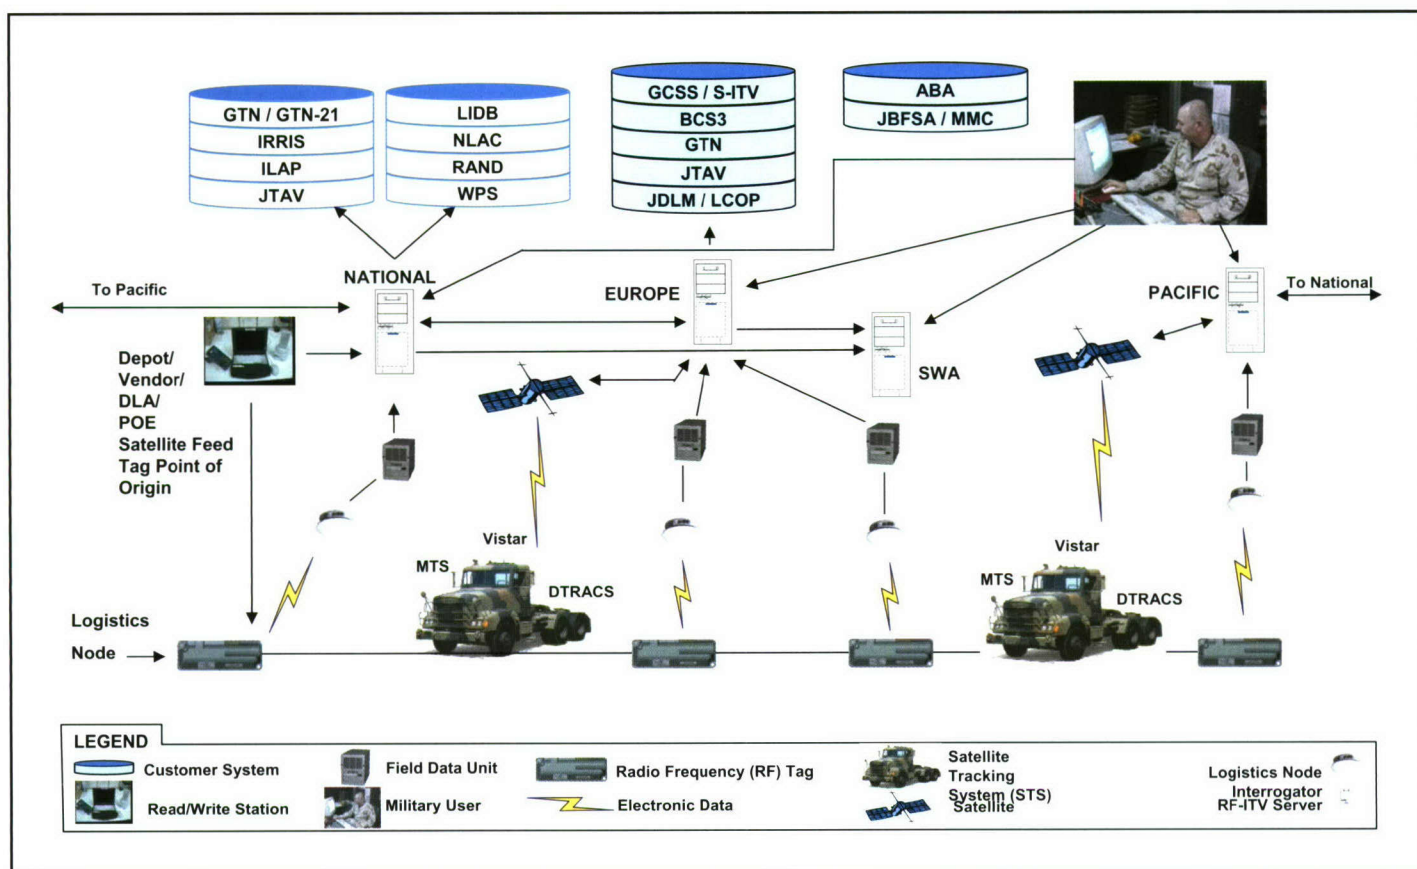 GTN / GTN-21
IRRIS
ILAP
JTAV
LIDB
NLAC
RAND
WPS
GCSS / S-ITV
BCS3
GTN
JTAV
JDLM / LCOP
ABA
JBFSA / MMC
To Pacific
NATIONAL
EUROPE
SWA
PACIFIC
To National
Depot/
Vendor/
DLA/
POE
Satellite Feed
Tag Point of
Origin
Vistar
MTS
DTRACS
Vistar
MTS
DTRACS
Logistics
Node
LEGEND
Customer System
Read/Write Station
Field Data Unit
Military User
Radio Frequency (RF) Tag
Electronic Data
Satellite
Tracking
System (STS)
Satellite
Logistics Node
Interrogator
RF-ITV Server